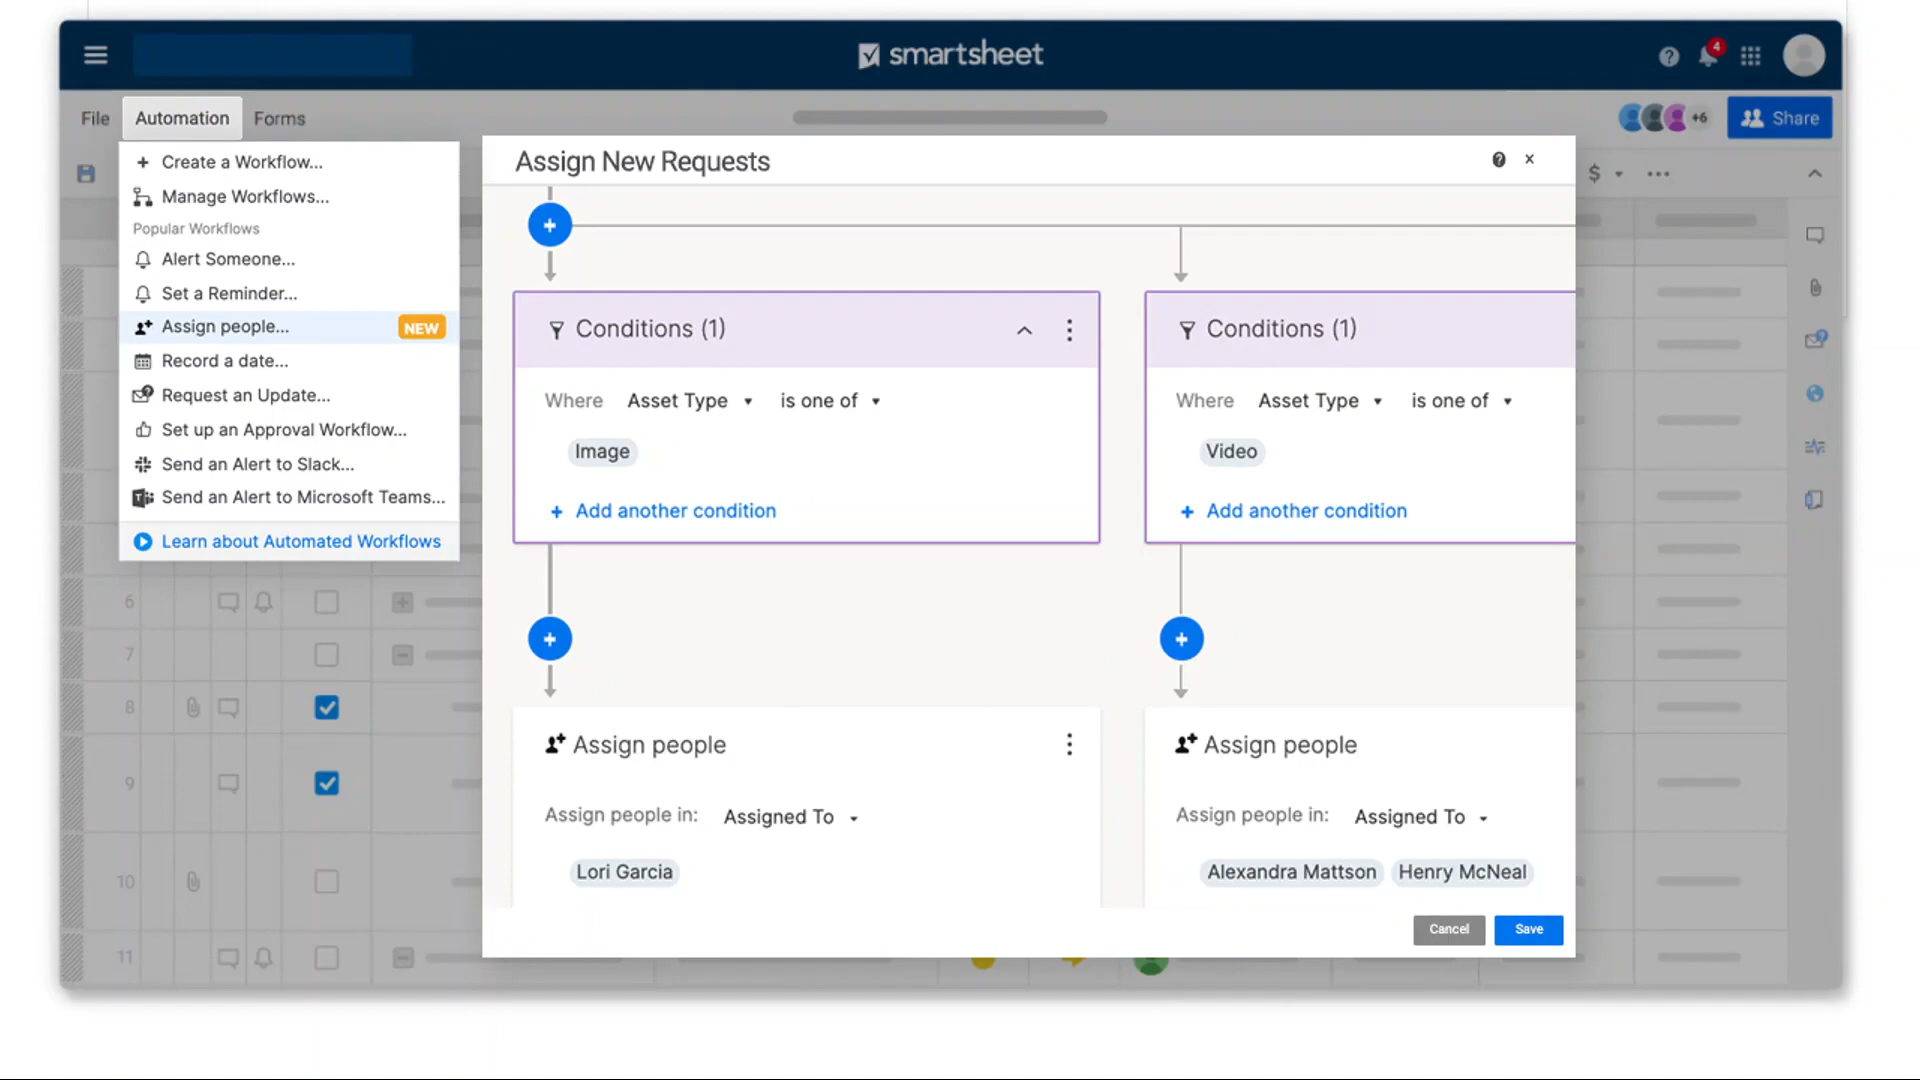 smartsheet
4
File Automation Forms
+6 Share
+ Create a Workflow...
Manage Workflows...
Popular Workflows
Alert Someone...
Set a Reminder...
Assign people... NEW
Record a date...
Request an Update...
Set up an Approval Workflow...
Send an Alert to Slack...
Send an Alert to Microsoft Teams...
Learn about Automated Workflows
$
6
7
8
9
10
11
Assign New Requests
Conditions (1)
Where Asset Type is one of
Image
+ Add another condition
Assign people
Assign people in: Assigned To
Lori Garcia
Conditions (1)
Where Asset Type is one of
Video
+ Add another condition
Assign people
Assign people in: Assigned To
Alexandra Mattson Henry McNeal
Cancel Save